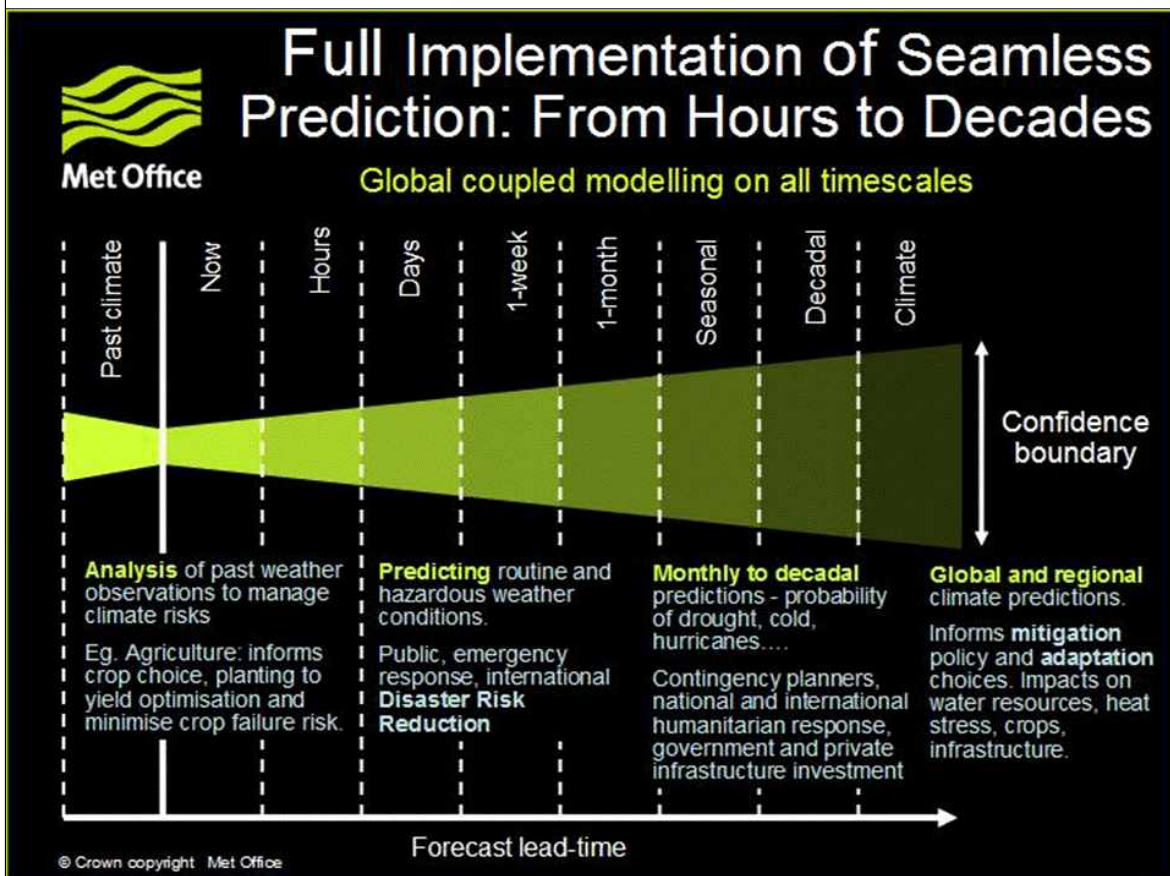 Full Implementation of Seamless
Prediction: From Hours to Decades
Met Office
Global coupled modelling on all timescales
Past climate
Now
Hours
Days
1-week
1-month
Seasonal
Decadal
Climate
Confidence
boundary
Analysis of past weather
observations to manage
climate risks
Eg. Agriculture: informs
crop choice, planting to
yield optimisation and
minimise crop failure risk.
Predicting routine and
hazardous weather
conditions.
Public, emergency
response, international
Disaster Risk
Reduction
Monthly to decadal
predictions - probability
of drought, cold,
hurricanes....
Contingency planners,
national and international
humanitarian response,
government and private
infrastructure investment
Global and regional
climate predictions.
Informs mitigation
policy and adaptation
choices. Impacts on
water resources, heat
stress, crops,
infrastructure.
Forecast lead-time
© Crown copyright Met Office